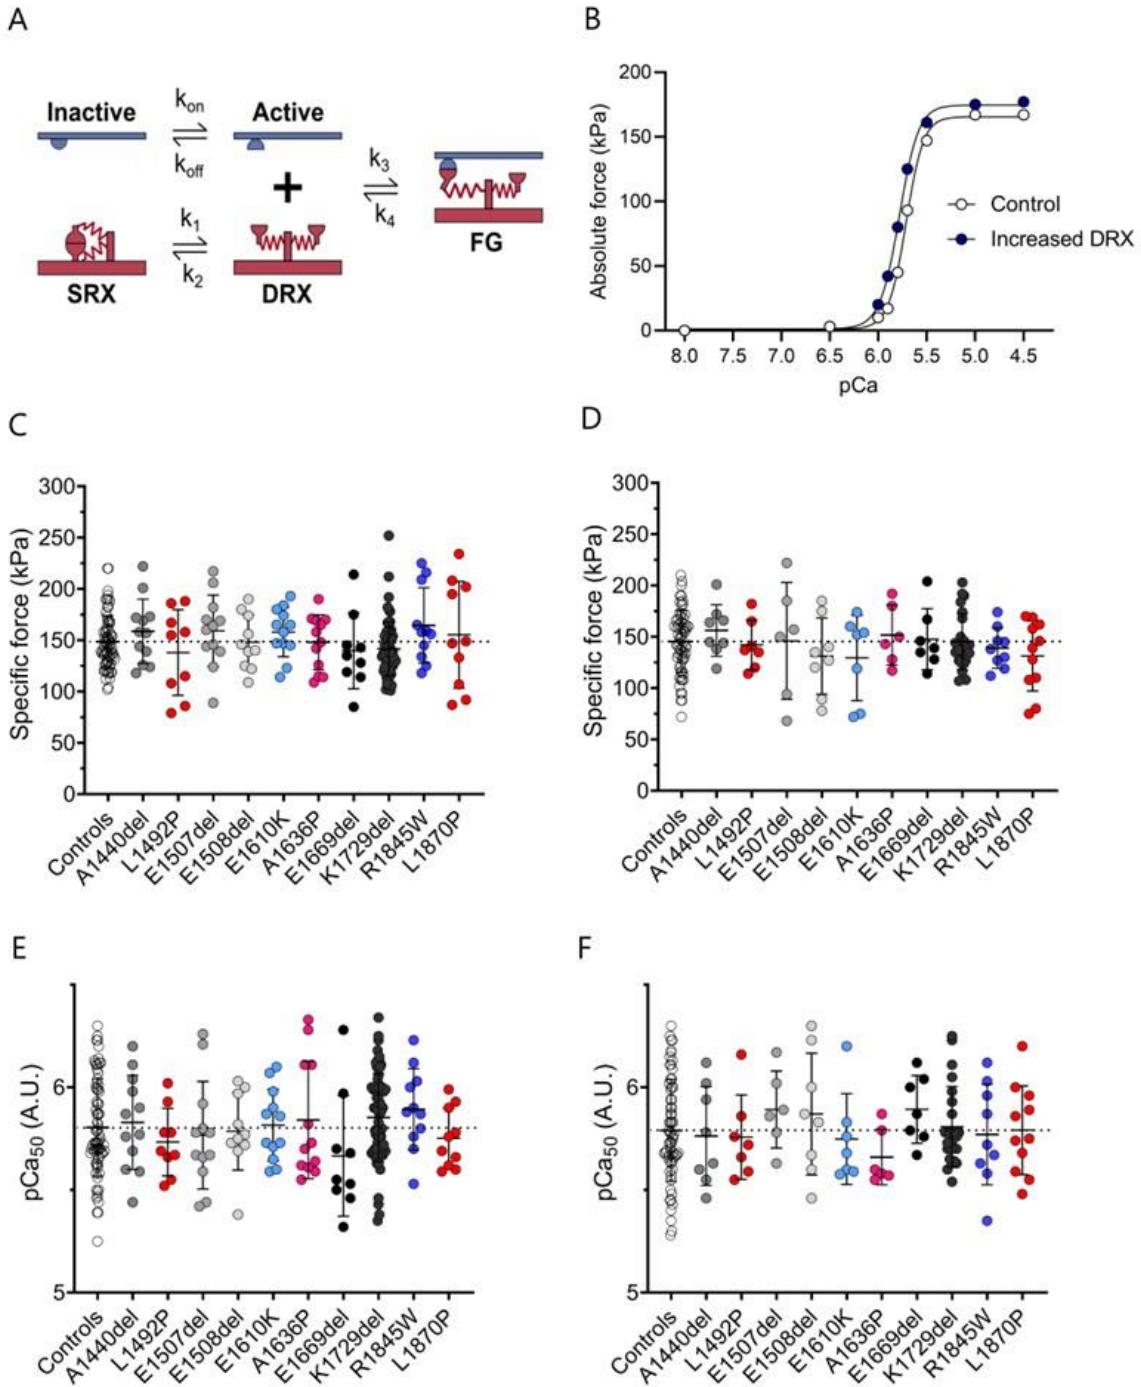 A
Inactive
kon
koff
Active
+
k3
k4
FG
k1
k2
SRX
DRX
B
200
150
100
50
0
Absolute force (kPa)
8.0 7.5 7.0 6.5 6.0 5.5 5.0 4.5
pCa
Control
Increased DRX
C
300
250
200
150
100
50
0
Specific force (kPa)
Controls
A1440del
L1492P
E1507del
E1508del
E1610K
A1636P
E1669del
K1729del
R1845W
L1870P
D
300
250
200
150
100
50
0
Specific force (kPa)
Controls
A1440del
L1492P
E1507del
E1508del
E1610K
A1636P
E1669del
K1729del
R1845W
L1870P
E
6
5
pCa50 (A.U.)
Controls
A1440del
L1492P
E1507del
E1508del
E1610K
A1636P
E1669del
K1729del
R1845W
L1870P
F
6
5
pCa50 (A.U.)
Controls
A1440del
L1492P
E1507del
E1508del
E1610K
A1636P
E1669del
K1729del
R1845W
L1870P